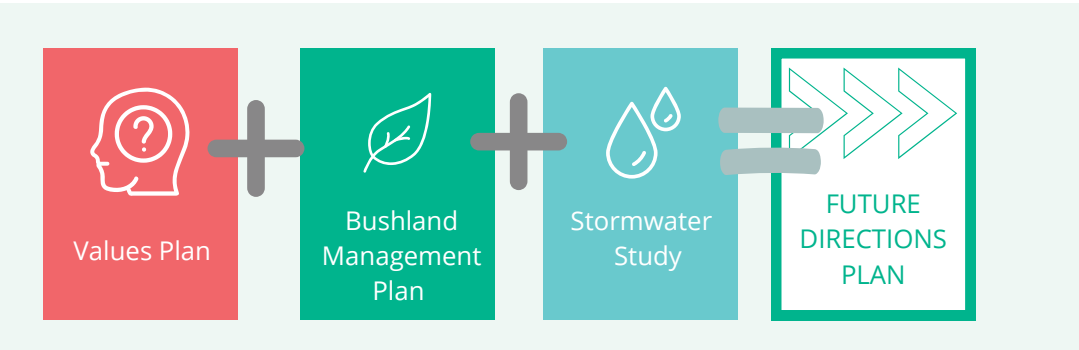 ?
Values Plan
Bushland
Management
Plan
Stormwater
Study
FUTURE
DIRECTIONS
PLAN